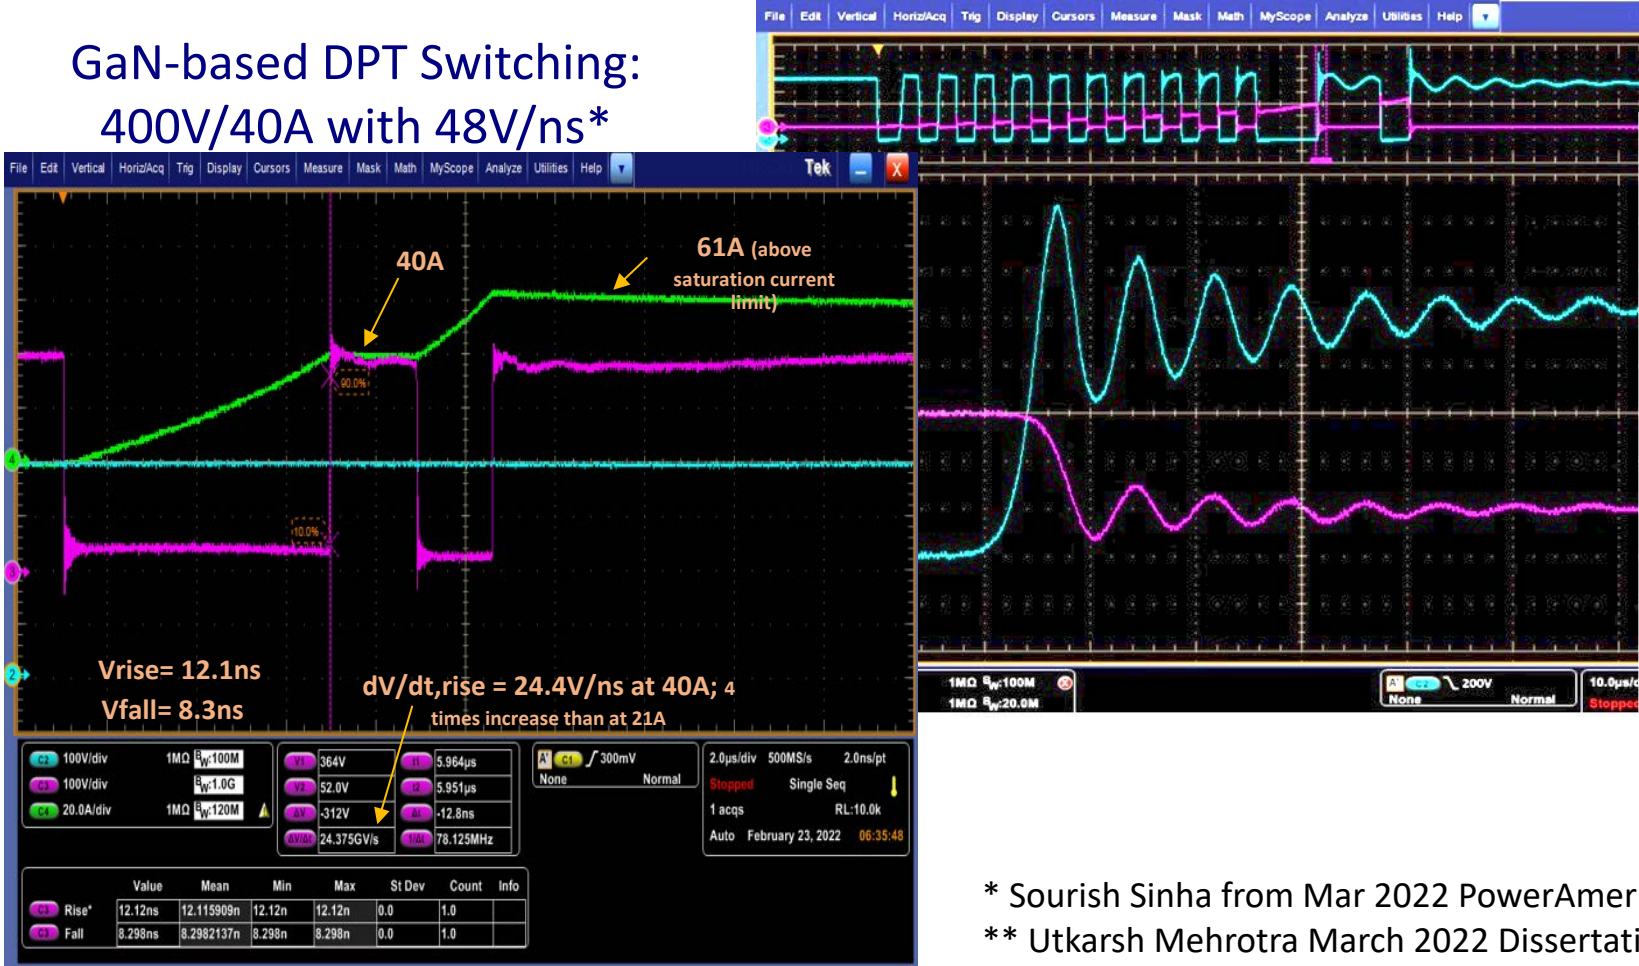 GaN-based DPT Switching:
400V/40A with 48V/ns*
File Edit Vertical Horiz/Acq Trig Display Cursors Measure Mask Math MyScope Analyze Utilities Help
File Edit Vertical Horiz/Acq Trig Display Cursors Measure Mask Math MyScope Analyze Utilities Help Tek X
40A
61A (above
saturation current
limit)
90.0%
4
10.0%
3
2
Vrise= 12.1ns
Vfall= 8.3ns
dV/dt,rise = 24.4V/ns at 40A; 4
times increase than at 21A
C2 100V/div 1MΩ BW:100M
C3 100V/div BW:1.0G
C4 20.0A/div 1MΩ BW:120M
V1 364V t1 5.964µs
V2 52.0V t2 5.951µs
ΔV -312V Δt -12.8ns
ΔV/Δt 24.375GV/s 1/Δt 78.125MHz
A' C1 300mV
None Normal
2.0µs/div 500MS/s 2.0ns/pt
Stopped Single Seq
1 acqs RL:10.0k
Auto February 23, 2022 06:35:48
Value Mean Min Max St Dev Count Info
C3 Rise* 12.12ns 12.115909n 12.12n 12.12n 0.0 1.0
C3 Fall 8.298ns 8.2982137n 8.298n 8.298n 0.0 1.0
1MΩ BW:100M
1MΩ BW:20.0M
A' C2 200V
None Normal
10.0µs/d
Stopped
* Sourish Sinha from Mar 2022 PowerAmer
** Utkarsh Mehrotra March 2022 Dissertati